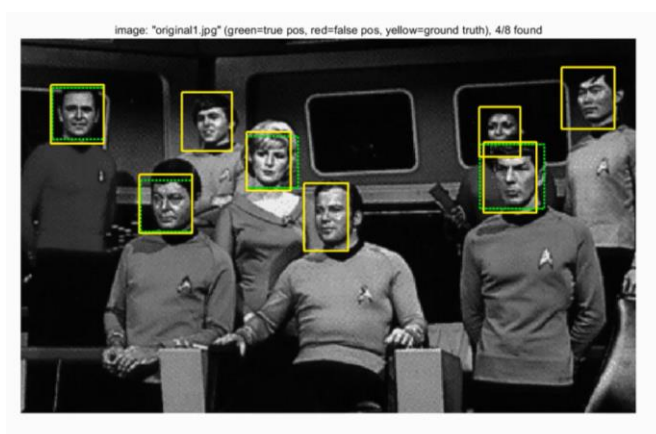 image: "original1.jpg" (green=true pos, red=false pos, yellow=ground truth), 4/8 found